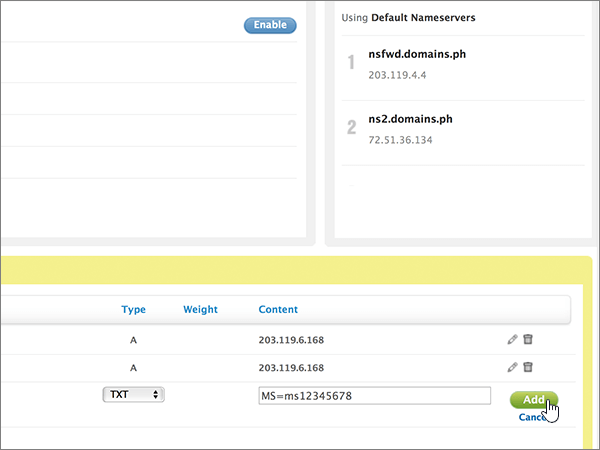 Enable
Using Default Nameservers
1 nsfwd.domains.ph
203.119.4.4
2 ns2.domains.ph
72.51.36.134
Type Weight Content
A 203.119.6.168
A 203.119.6.168
TXT MS=ms12345678 Add
Cancel